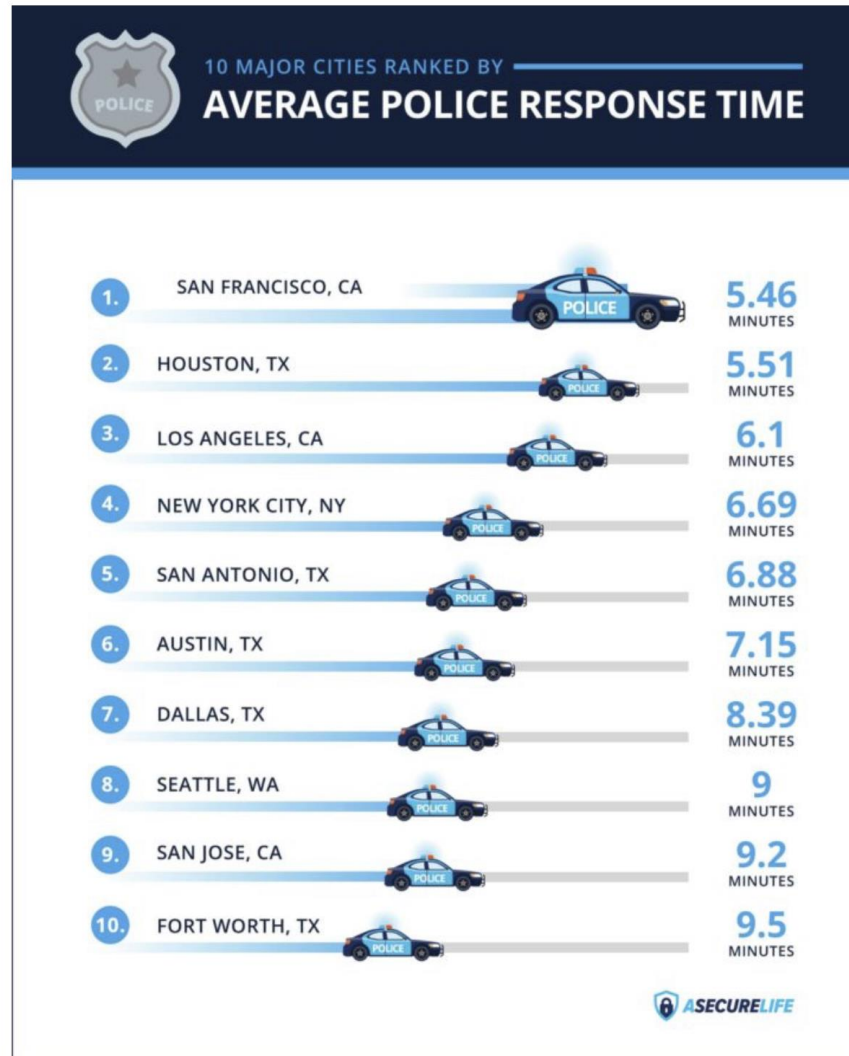 10 MAJOR CITIES RANKED BY
AVERAGE POLICE RESPONSE TIME
POLICE
1.
SAN FRANCISCO, CA
POLICE
5.46
MINUTES
2.
HOUSTON, TX
POLICE
5.51
MINUTES
3.
LOS ANGELES, CA
POLICE
6.1
MINUTES
4.
NEW YORK CITY, NY
POLICE
6.69
MINUTES
5.
SAN ANTONIO, TX
POLICE
6.88
MINUTES
6.
AUSTIN, TX
POLICE
7.15
MINUTES
7.
DALLAS, TX
POLICE
8.39
MINUTES
8.
SEATTLE, WA
POLICE
9
MINUTES
9.
SAN JOSE, CA
POLICE
9.2
MINUTES
10.
FORT WORTH, TX
POLICE
9.5
MINUTES
ASECURELIFE